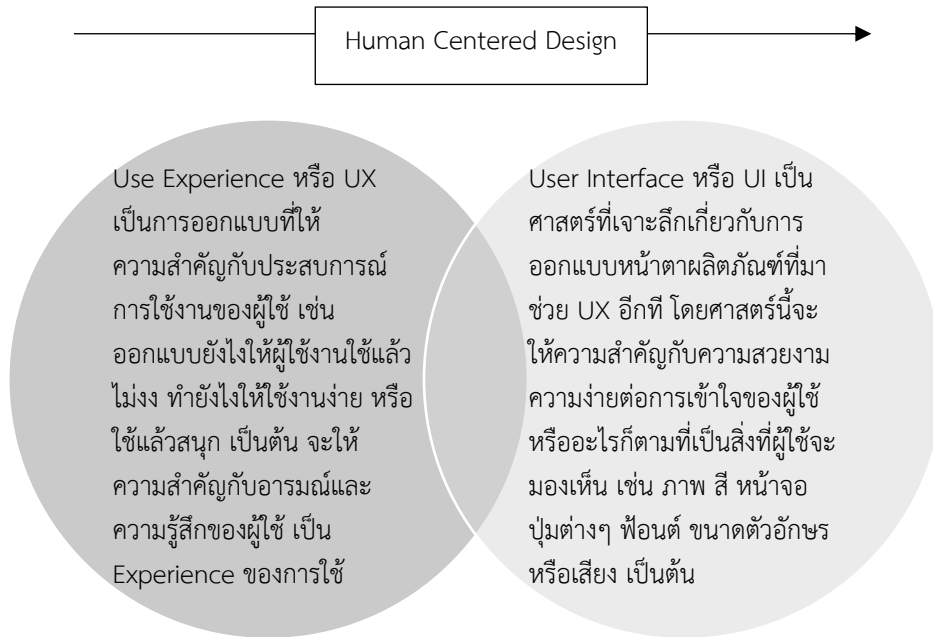 Human Centered Design
Use Experience หรือ UX
เป็นการออกแบบที่ให้
ความสำคัญกับประสบการณ์
การใช้งานของผู้ใช้ เช่น
ออกแบบยังไงให้ผู้ใช้งานใช้แล้ว
ไม่งง ทำยังไงให้ใช้งานง่าย หรือ
ใช้แล้วสนุก เป็นต้น จะให้
ความสำคัญกับอารมณ์และ
ความรู้สึกของผู้ใช้ เป็น
Experience ของการใช้
User Interface หรือ UI เป็น
ศาสตร์ที่เจาะลึกเกี่ยวกับการ
ออกแบบหน้าตาผลิตภัณฑ์ที่มา
ช่วย UX อีกที โดยศาสตร์นี้จะ
ให้ความสำคัญกับความสวยงาม
ความง่ายต่อการเข้าใจของผู้ใช้
หรืออะไรก็ตามที่เป็นสิ่งที่ผู้ใช้จะ
มองเห็น เช่น ภาพ สี หน้าจอ
ปุ่มต่างๆ ฟ้อนต์ ขนาดตัวอักษร
หรือเสียง เป็นต้น